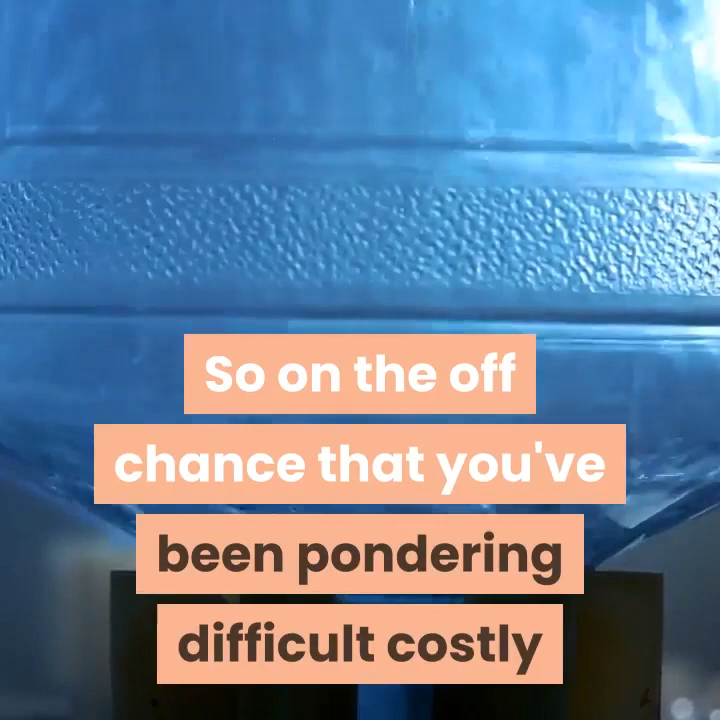 So on the off
chance that you've
been pondering
difficult costly